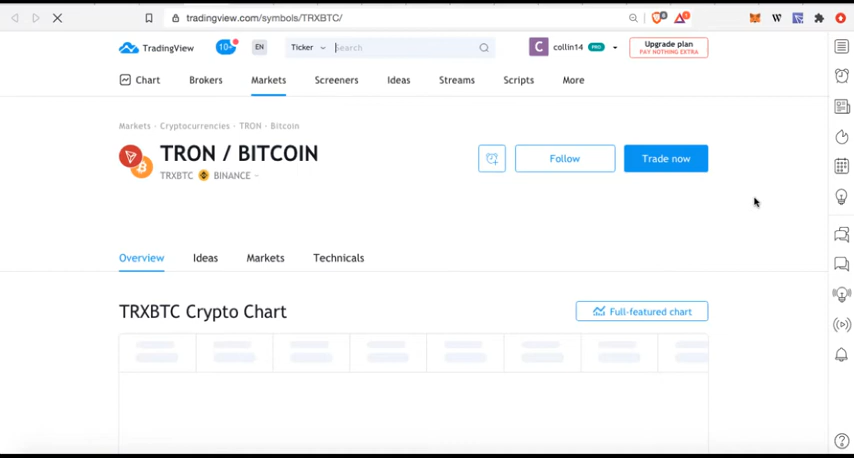 tradingview.com/symbols/TRXBTC/
TradingView
10+
EN
Ticker
Search
C
collin14
PRO
Upgrade plan
PAY NOTHING EXTRA
Chart
Brokers
Markets
Screeners
Ideas
Streams
Scripts
More
Markets - Cryptocurrencies - TRON - Bitcoin
TRON / BITCOIN
TRXBTC BINANCE
Follow
Trade now
Overview
Ideas
Markets
Technicals
TRXBTC Crypto Chart
Full-featured chart